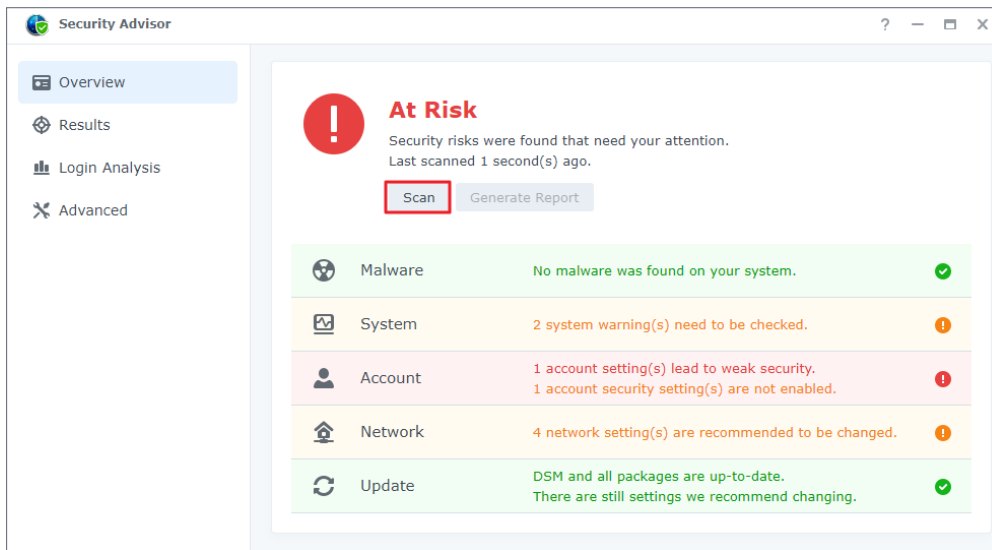 Security Advisor
Overview
Results
Login Analysis
Advanced
At Risk
Security risks were found that need your attention.
Last scanned 1 second(s) ago.
Scan
Generate Report
Malware
No malware was found on your system.
System
2 system warning(s) need to be checked.
Account
1 account setting(s) lead to weak security.
1 account security setting(s) are not enabled.
Network
4 network setting(s) are recommended to be changed.
Update
DSM and all packages are up-to-date.
There are still settings we recommend changing.